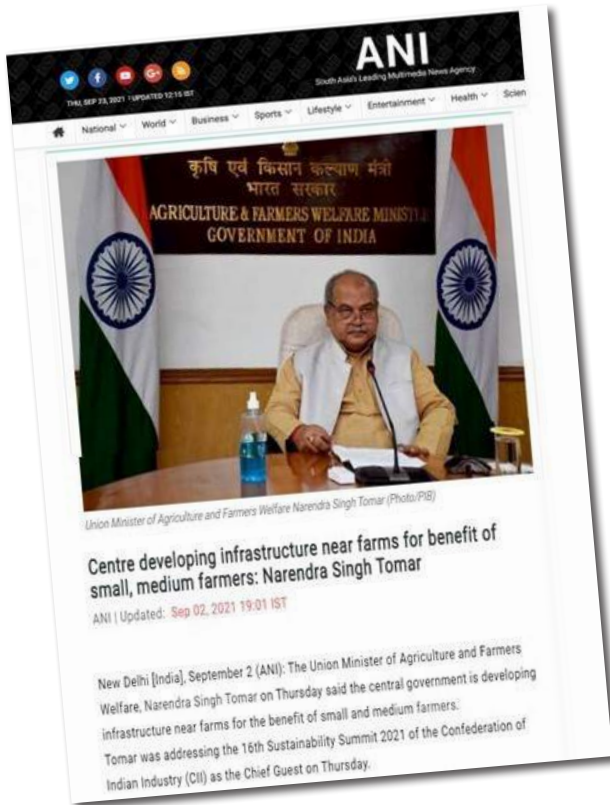 ANI
South Asia's Leading Multimedia News Agency
THU, SEP 23, 2021 UPDATED 12:15 IST
National World Business Sports Lifestyle Entertainment Health Scien
कृषि एवं किसान कल्याण मंत्री
भारत सरकार
AGRICULTURE & FARMERS WELFARE MINISTER
GOVERNMENT OF INDIA
Union Minister of Agriculture and Farmers Welfare Narendra Singh Tomar (Photo/PIB)
Centre developing infrastructure near farms for benefit of
small, medium farmers: Narendra Singh Tomar
ANI | Updated: Sep 02, 2021 19:01 IST
New Delhi [India], September 2 (ANI): The Union Minister of Agriculture and Farmers
Welfare, Narendra Singh Tomar on Thursday said the central government is developing
infrastructure near farms for the benefit of small and medium farmers.
Tomar was addressing the 16th Sustainability Summit 2021 of the Confederation of
Indian Industry (CII) as the Chief Guest on Thursday.